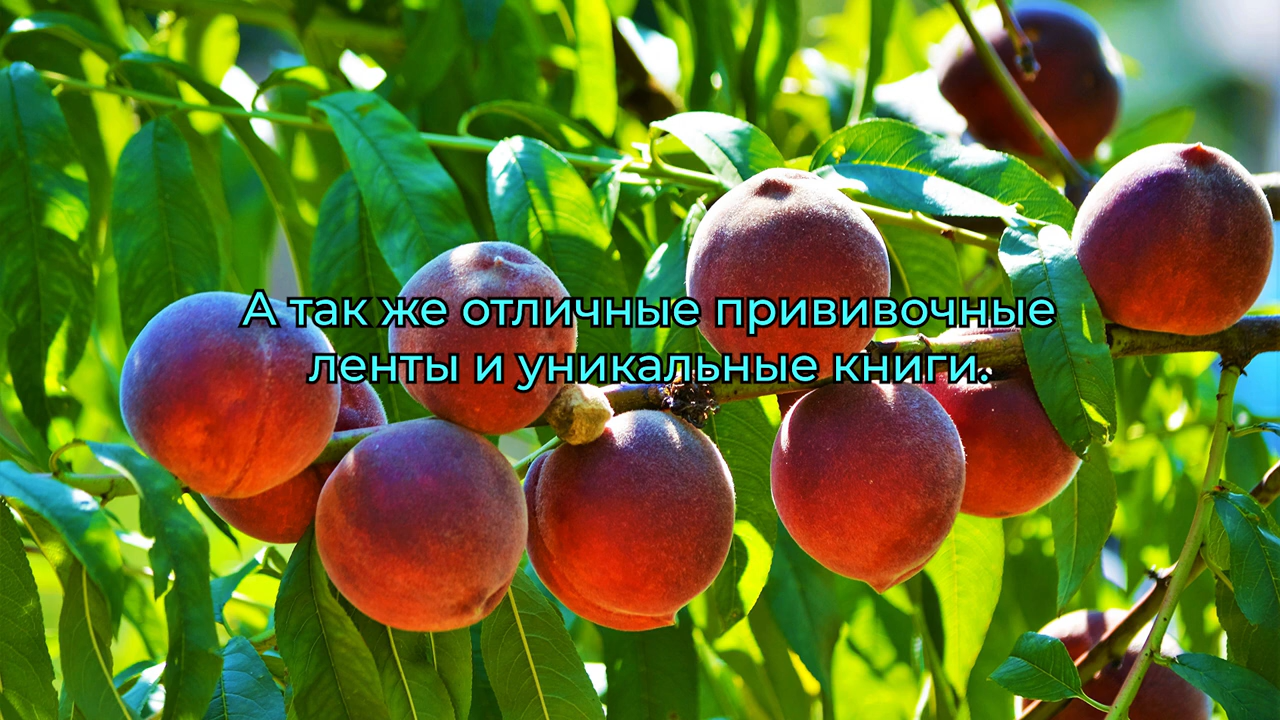 А так же отличные прививочные
ленты и уникальные книги.